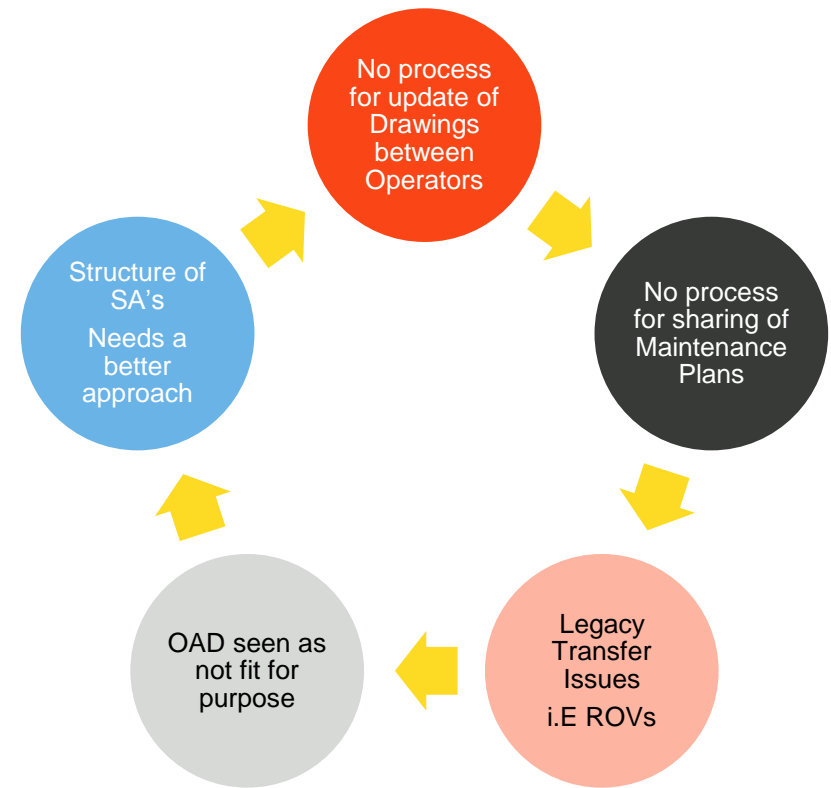 No process
for update of
Drawings
between
Operators
No process
for sharing of
Maintenance
Plans
Legacy
Transfer
Issues
i.E ROVs
OAD seen as
not fit for
purpose
Structure of
SA’s
Needs a
better
approach